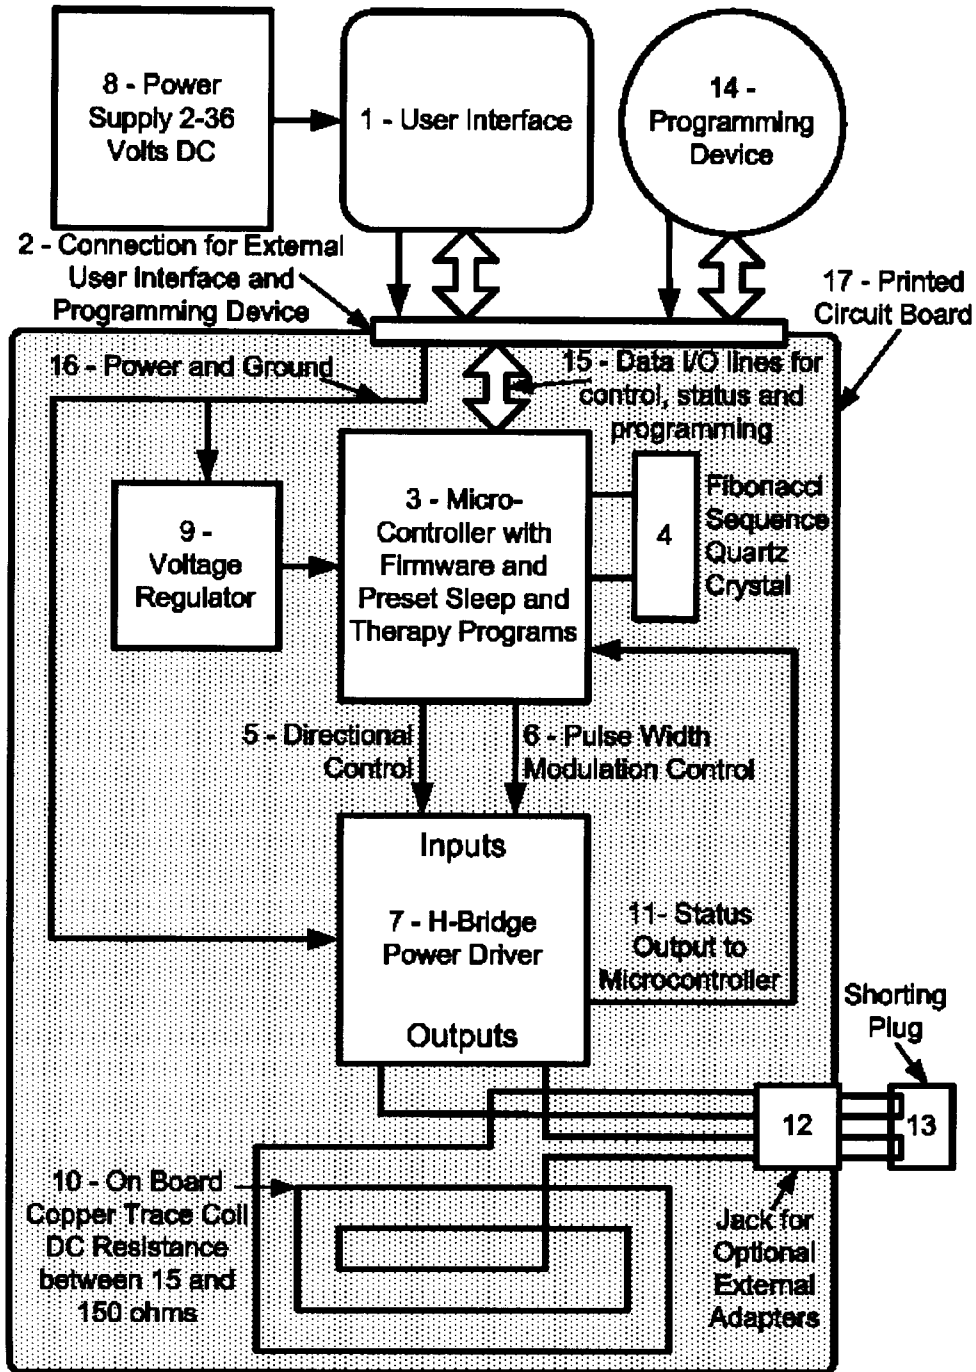 8 - Power
Supply 2-36
Volts DC
1 - User Interface
14 -
Programming
Device
2 - Connection for External
User Interface and
Programming Device
17 - Printed
Circuit Board
16 - Power and Ground
15 - Data I/O lines for
control, status and
programming
9 -
Voltage
Regulator
3 - Micro-
Controller with
Firmware and
Preset Sleep and
Therapy Programs
4
Fibonacci
Sequence
Quartz
Crystal
5 - Directional
Control
6 - Pulse Width
Modulation Control
Inputs
7 - H-Bridge
Power Driver
Outputs
11- Status
Output to
Microcontroller
Shorting
Plug
12
13
10 - On Board
Copper Trace Coil
DC Resistance
between 15 and
150 ohms
Jack for
Optional
External
Adapters